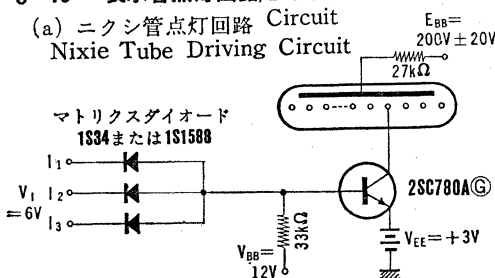 (a) ニクシ管点灯回路 Circuit
Nixie Tube Driving Circuit
EBB=
200V±20V
27kΩ
マトリクスダイオード
1S34または1S1588
I1
VI I2
=6V I3
2SC780AⒼ
33kΩ
VBB=
12V
VEE=+3V